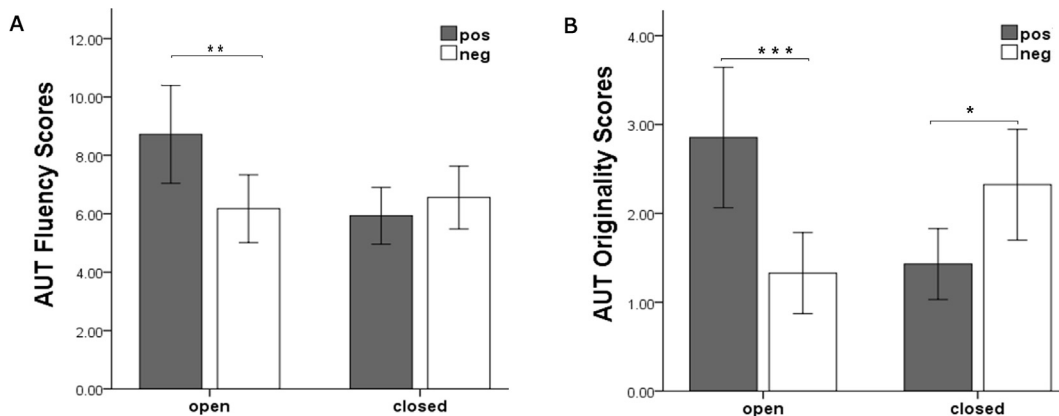 A
AUT Fluency Scores
12.00
10.00
8.00
6.00
4.00
2.00
0.00
pos
neg
**
open
closed
B
AUT Originality Scores
4.00
3.00
2.00
1.00
0.00
pos
neg
***
*
open
closed